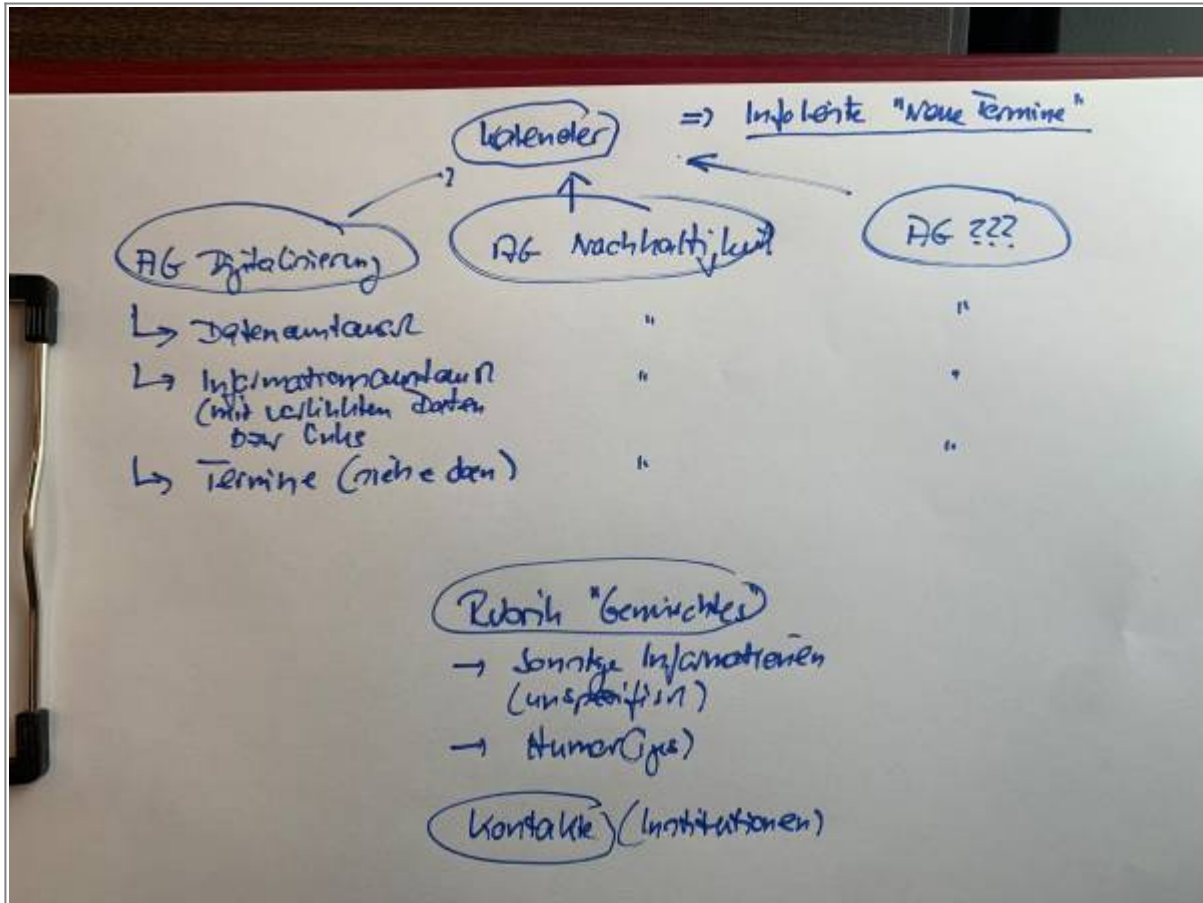 Kalender => Infoleiste "Neue Termine"
AG Digitalisierung AG Nachhaltigkeit AG ???
↳ Datenaustausch " "
↳ Informationsaustausch " "
(mit verlinkten Daten
bzw Links
↳ Termine (siehe oben) " "
Rubrik "Gemischtes"
→ Sonstige Informationen
(unspezifisch)
→ Humor(iges)
Kontakte (Institutionen)